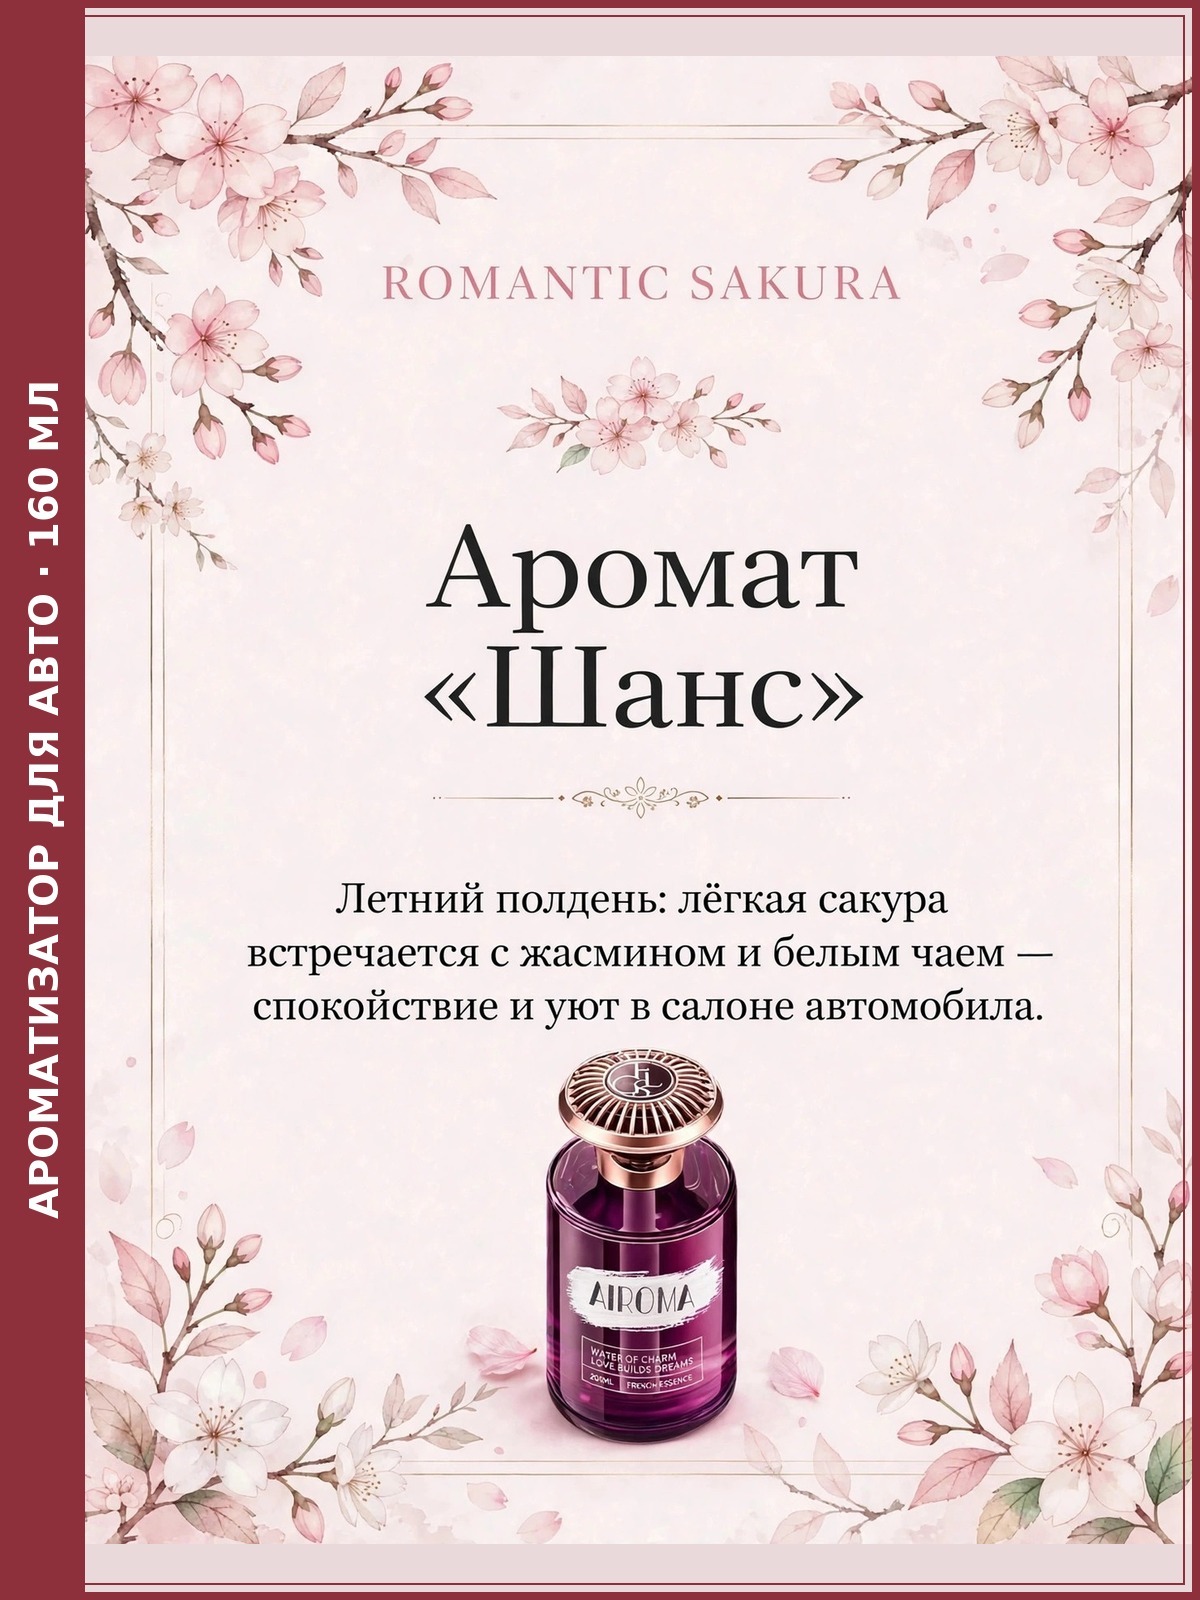 АРОМАТИЗАТОР ДЛЯ АВТО · 160 МЛ
ROMANTIC SAKURA
Аромат
«Шанс»
Летний полдень: лёгкая сакура
встречается с жасмином и белым чаем —
спокойствие и уют в салоне автомобила.
AIROMA
WATER OF CHARM
LOVE BUILDS DREAMS
200ML FRENCH ESSENCE